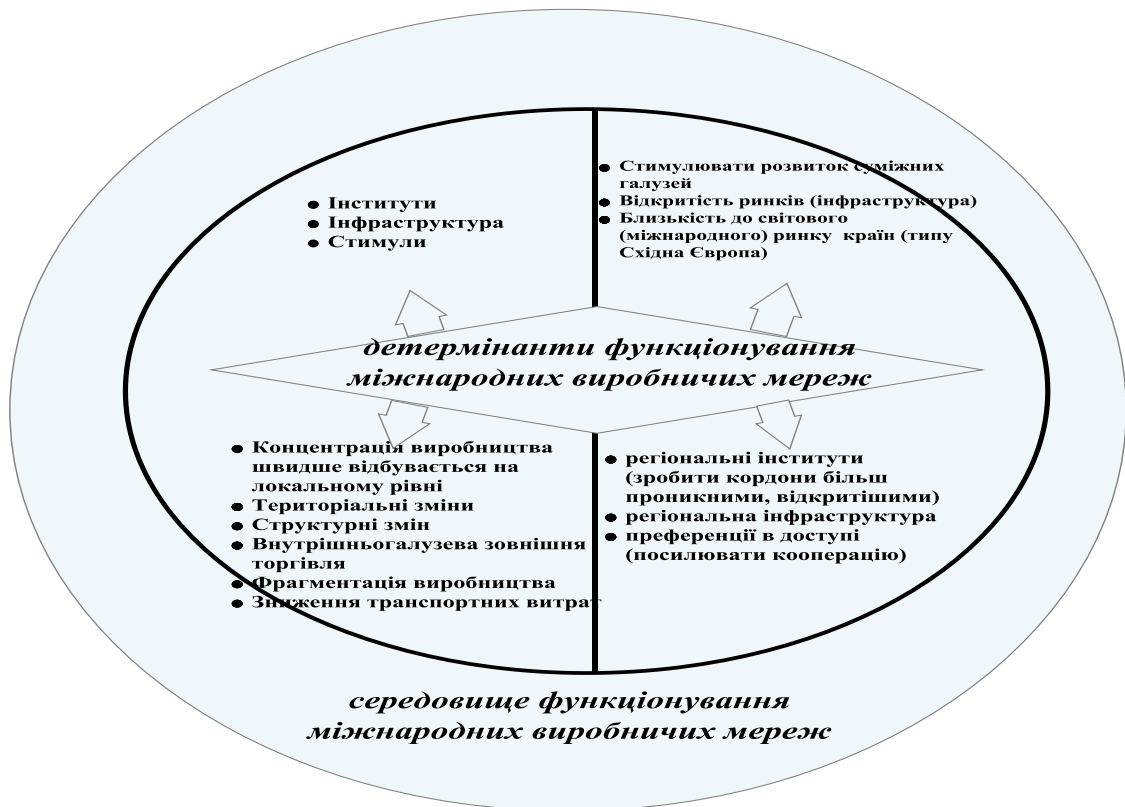 ● Інститути
● Інфраструктура
● Стимули
● Стимулювати розвиток суміжних
галузей
● Відкритість ринків (інфраструктура)
● Близькість до світового
(міжнародного) ринку країн (типу
Східна Європа)
детермінанти функціонування
міжнародних виробничих мереж
● Концентрація виробництва
швидше відбувається на
локальному рівні
● Територіальні зміни
● Структурні змін
● Внутрішньогалузева зовнішня
торгівля
● Фрагментація виробництва
● Зниження транспортних витрат
● регіональні інститути
(зробити кордони більш
проникними, відкритішими)
● регіональна інфраструктура
● преференції в доступі
(посилювати кооперацію)
середовище функціонування
міжнародних виробничих мереж